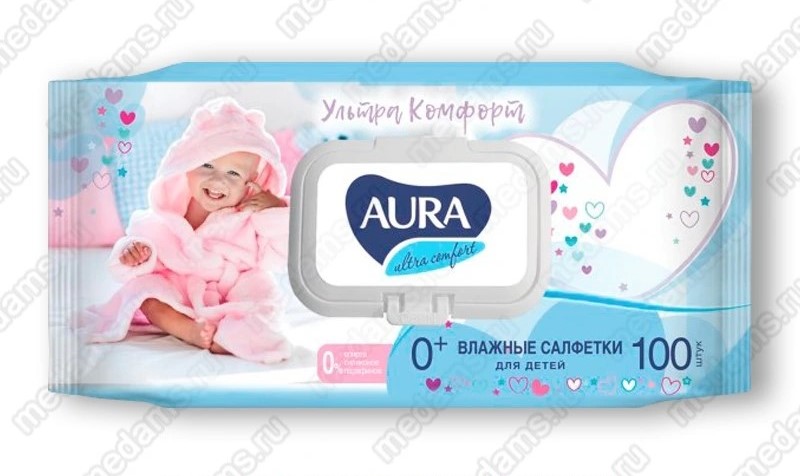 Ультра Комфорт
AURA
ultra comfort
0%
0+ ВЛАЖНЫЕ САЛФЕТКИ 100 штук
ДЛЯ ДЕТЕЙ
medams.ru